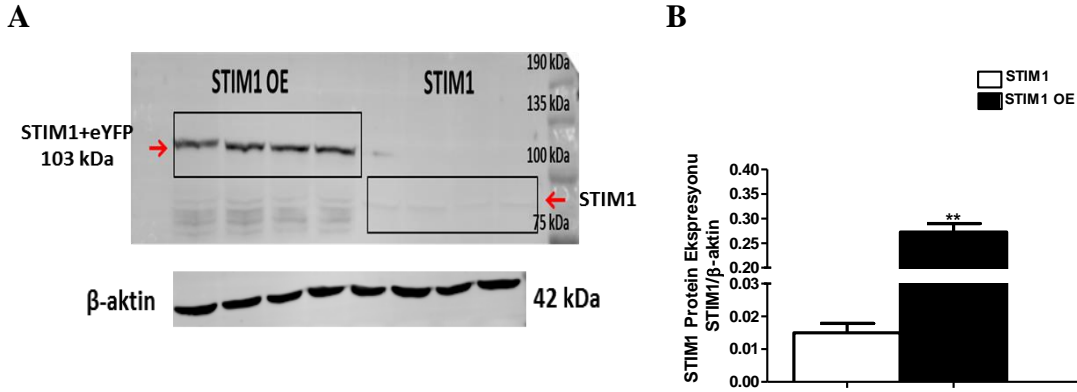 A
STIM1 OE
STIM1
190 kDa
135 kDa
STIM1+eYFP
103 kDa
100 kDa
STIM1
75 kDa
β-aktin
42 kDa
B
STIM1
STIM1 OE
STIM1 Protein Ekspresyonu
STIM1/β-aktin
0.40
0.35
0.30
0.25
0.20
0.03
0.02
0.01
0.00
**